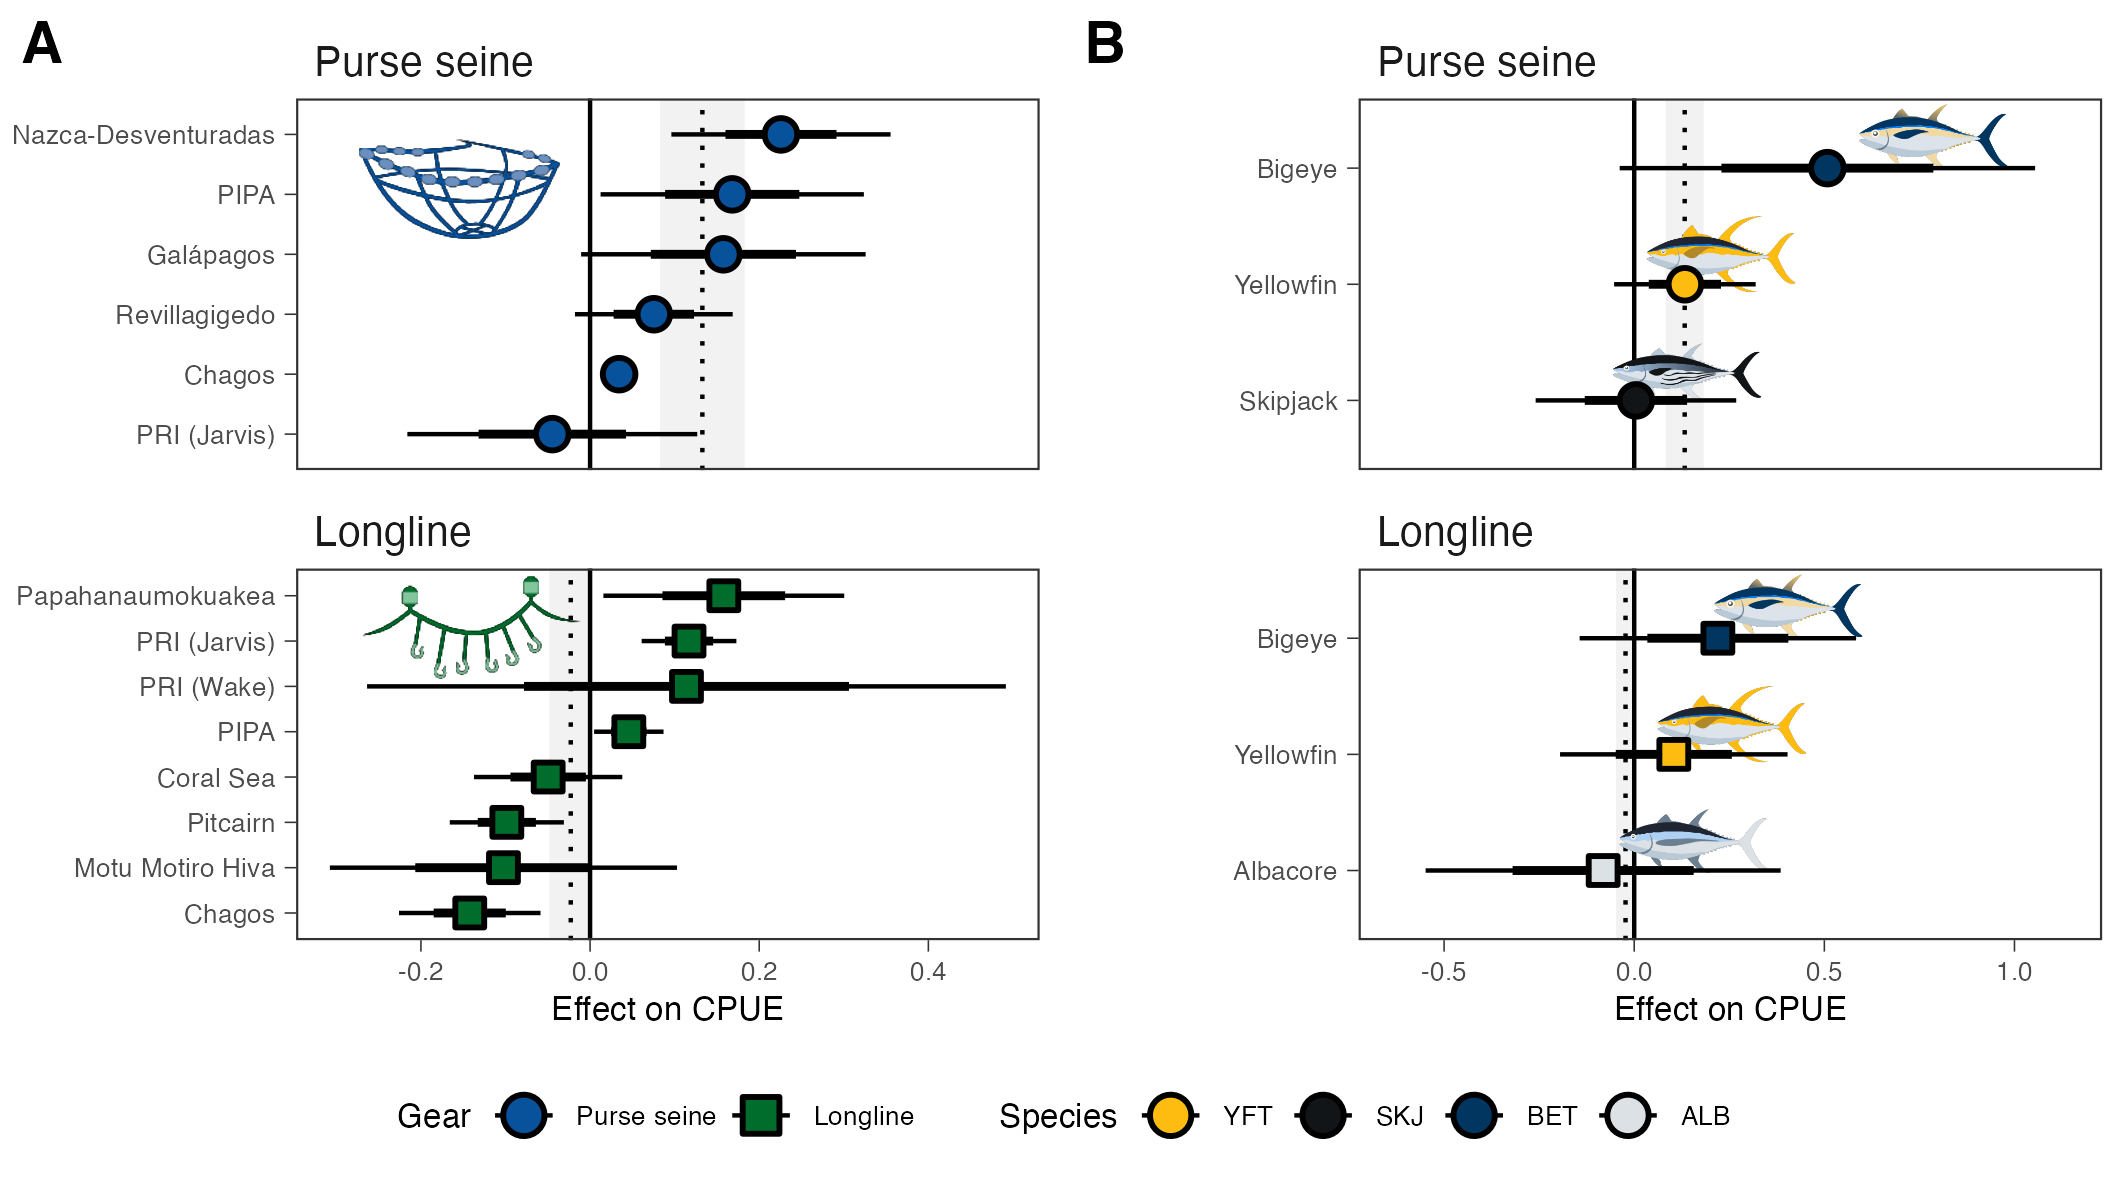 A
Purse seine
Nazca-Desventuradas
PIPA
Galápagos
Revillagigedo
Chagos
PRI (Jarvis)
Longline
Papahanaumokuakea
PRI (Jarvis)
PRI (Wake)
PIPA
Coral Sea
Pitcairn
Motu Motiro Hiva
Chagos
-0.2 0.0 0.2 0.4
Effect on CPUE
B
Purse seine
Bigeye
Yellowfin
Skipjack
Longline
Bigeye
Yellowfin
Albacore
-0.5 0.0 0.5 1.0
Effect on CPUE
Gear Purse seine Longline
Species YFT SKJ BET ALB